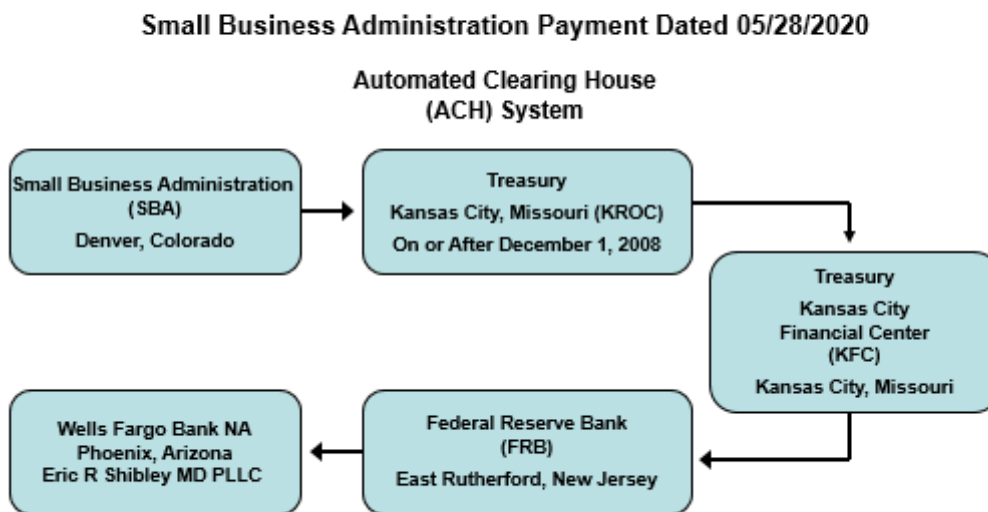 Small Business Administration Payment Dated 05/28/2020
Automated Clearing House
(ACH) System
Small Business Administration
(SBA)
Denver, Colorado
Treasury
Kansas City, Missouri (KROC)
On or After December 1, 2008
Treasury
Kansas City
Financial Center
(KFC)
Kansas City, Missouri
Federal Reserve Bank
(FRB)
East Rutherford, New Jersey
Wells Fargo Bank NA
Phoenix, Arizona
Eric R Shibley MD PLLC